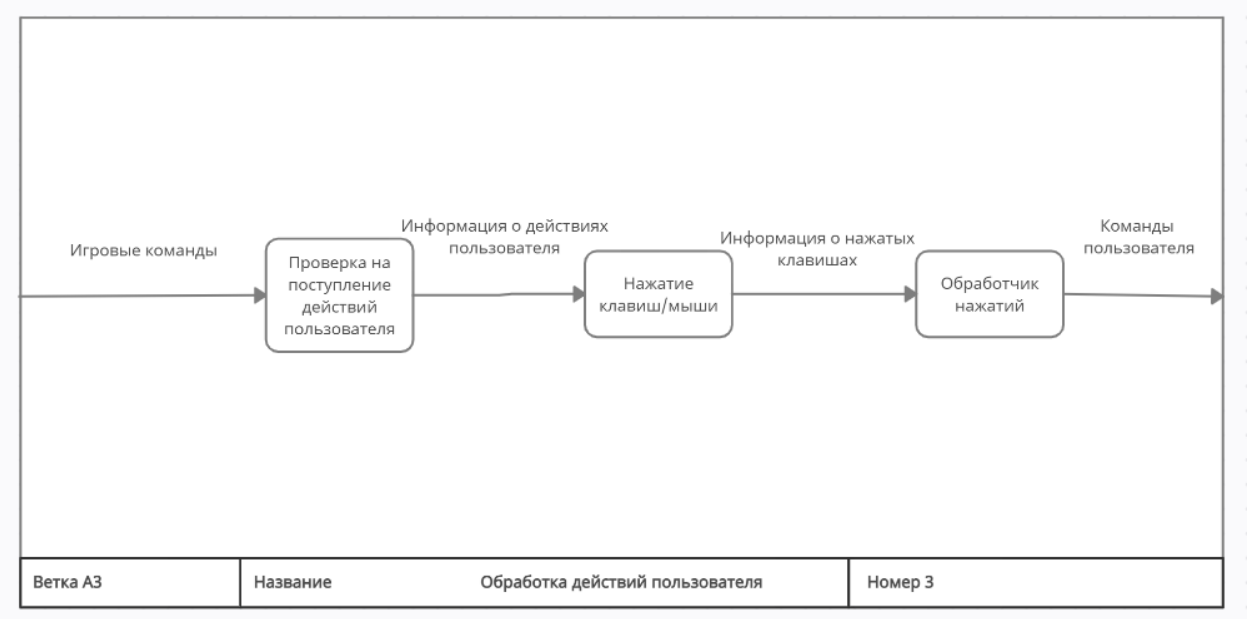 Игровые команды
Проверка на
поступление
действий
пользователя
Информация о действиях
пользователя
Нажатие
клавиш/мыши
Информация о нажатых
клавишах
Обработчик
нажатий
Команды
пользователя
Ветка А3
Название
Обработка действий пользователя
Номер 3